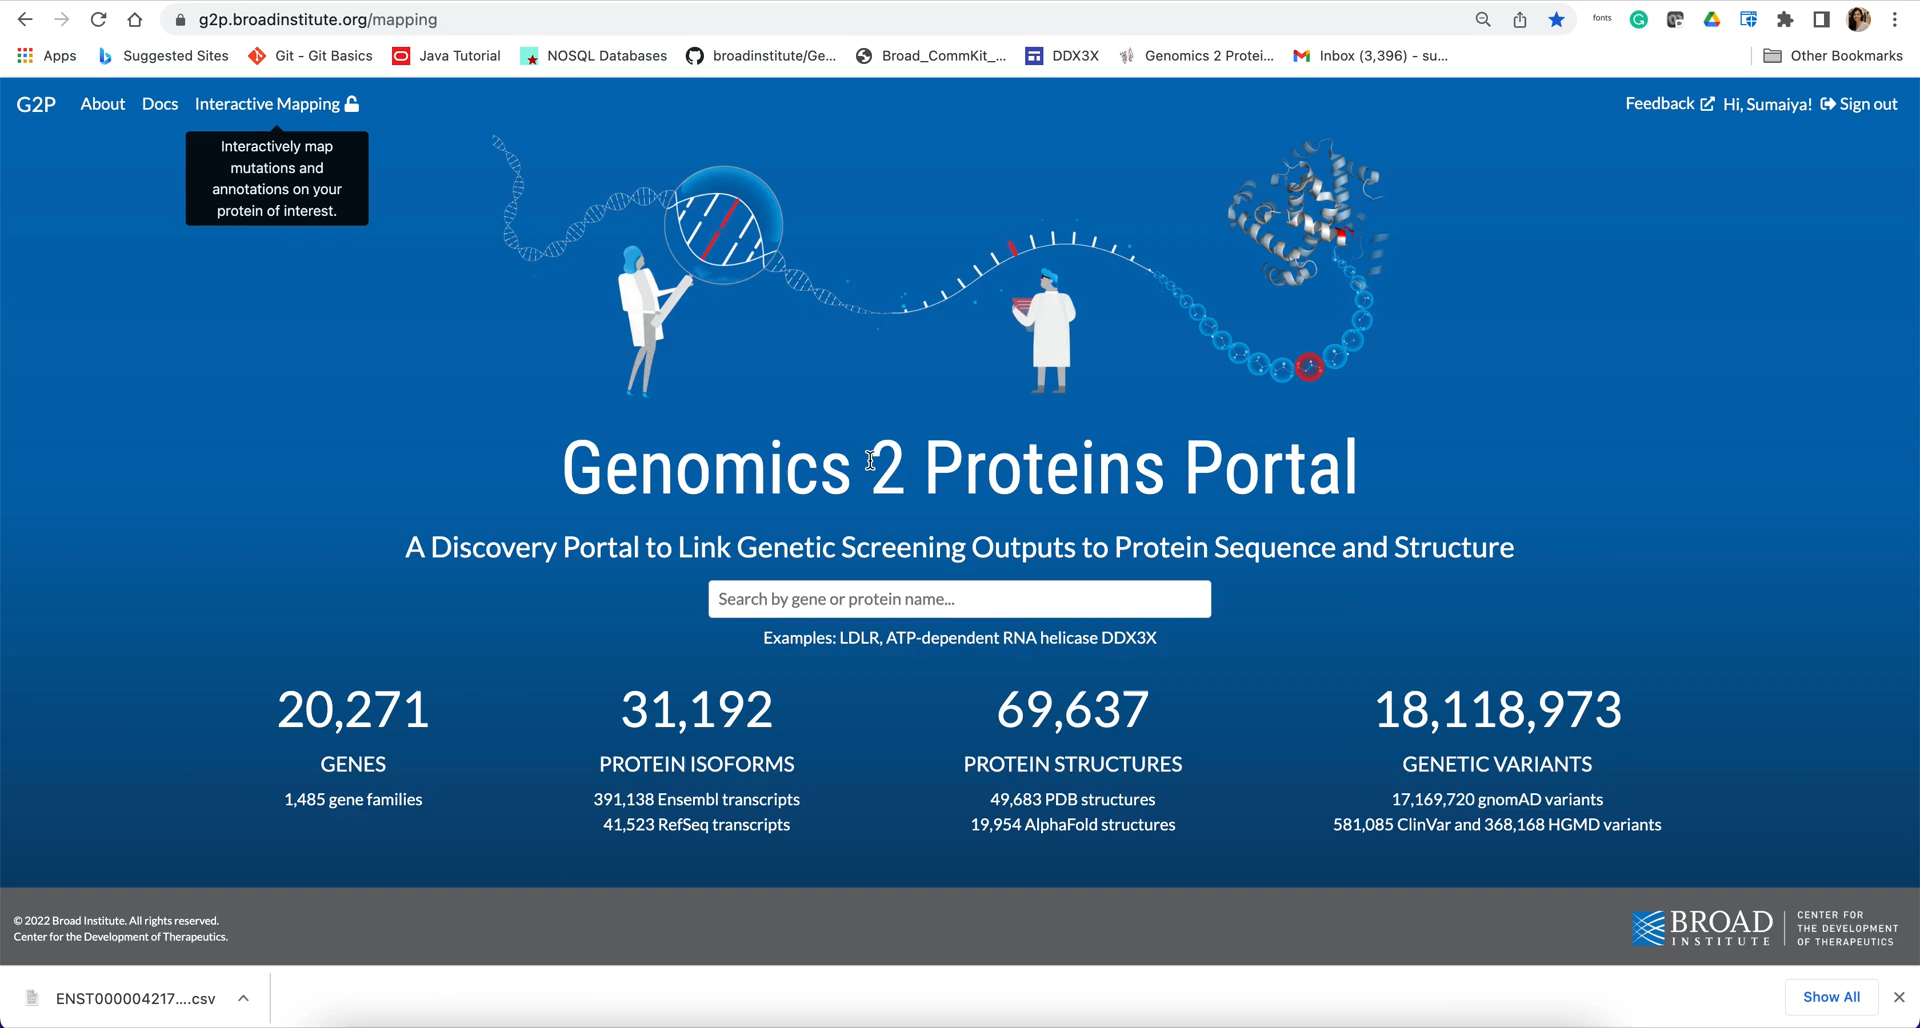 g2p.broadinstitute.org/mapping
fonts
Apps
Suggested Sites
Git - Git Basics
Java Tutorial
NOSQL Databases
broadinstitute/Ge...
Broad_CommKit_...
DDX3X
Genomics 2 Protei...
Inbox (3,396) - su...
Other Bookmarks
G2P About Docs Interactive Mapping
Feedback Hi, Sumaiya! Sign out
Interactively map
mutations and
annotations on your
protein of interest.
Genomics 2 Proteins Portal
A Discovery Portal to Link Genetic Screening Outputs to Protein Sequence and Structure
Search by gene or protein name...
Examples: LDLR, ATP-dependent RNA helicase DDX3X
20,271
GENES
1,485 gene families
31,192
PROTEIN ISOFORMS
391,138 Ensembl transcripts
41,523 RefSeq transcripts
69,637
PROTEIN STRUCTURES
49,683 PDB structures
19,954 AlphaFold structures
18,118,973
GENETIC VARIANTS
17,169,720 gnomAD variants
581,085 ClinVar and 368,168 HGMD variants
© 2022 Broad Institute. All rights reserved.
Center for the Development of Therapeutics.
BROAD
INSTITUTE
CENTER FOR
THE DEVELOPMENT
OF THERAPEUTICS
ENST000004217....csv
Show All